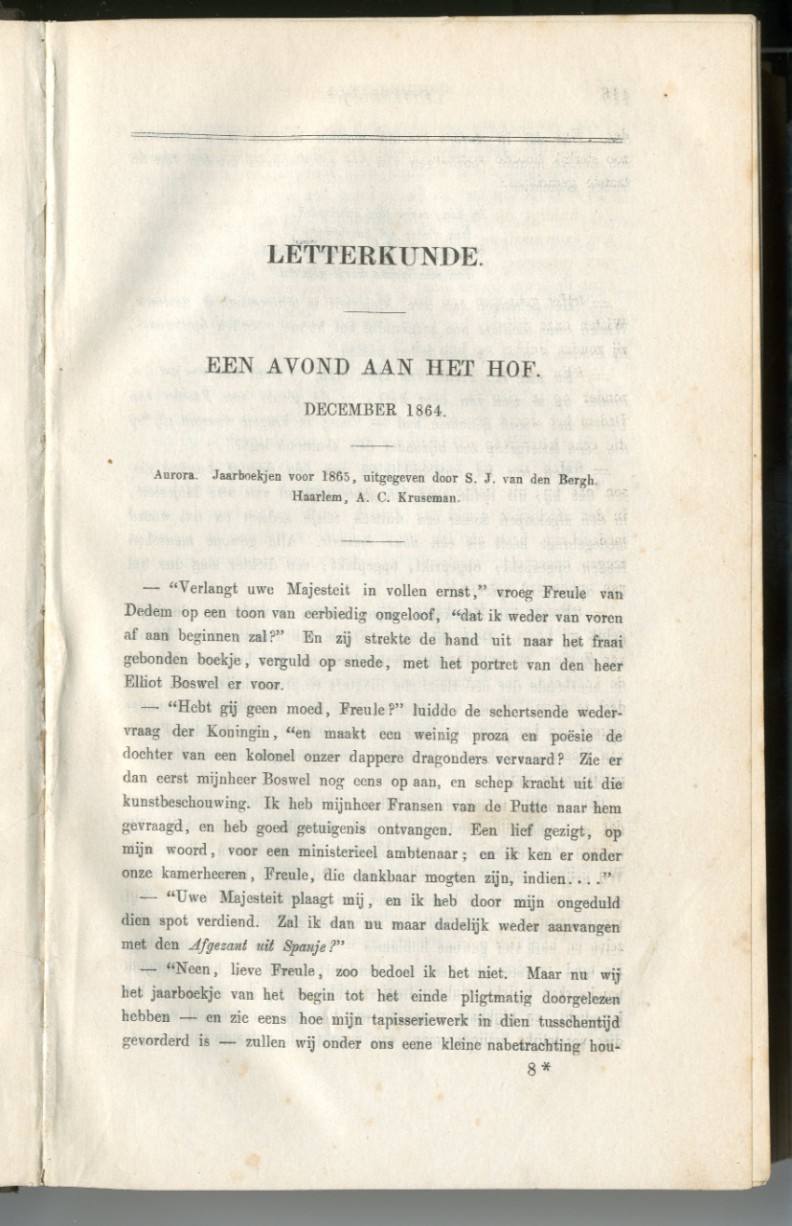 LETTERKUNDE.
EEN AVOND AAN HET HOF.
DECEMBER 1864.
Aurora. Jaarboekjen voor 1865, uitgegeven door S. J. van den Bergh.
Haarlem, A. C. Kruseman.
— “Verlangt uwe Majesteit in vollen ernst,” vroeg Freule van
Dedem op een toon van eerbiedig ongeloof, “dat ik weder van voren
af aan beginnen zal?” En zij strekte de hand uit naar het fraai
gebonden boekje, verguld op snede, met het portret van den heer
Elliot Boswel er voor.
— “Hebt gij geen moed, Freule?” luidde de schertsende weder-
vraag der Koningin, “en maakt een weinig proza en poësie de
dochter van een kolonel onzer dappere dragonders vervaard? Zie er
dan eerst mijnheer Boswel nog eens op aan, en schep kracht uit die
kunstbeschouwing. Ik heb mijnheer Fransen van de Putte naar hem
gevraagd, en heb goed getuigenis ontvangen. Een lief gezigt, op
mijn woord, voor een ministerieel ambtenaar; en ik ken er onder
onze kamerheeren, Freule, die dankbaar mogten zijn, indien....”
— “Uwe Majesteit plaagt mij, en ik heb door mijn ongeduld
dien spot verdiend. Zal ik dan nu maar dadelijk weder aanvangen
met den Afgezant uit Spanje?”
— “Neen, lieve Freule, zoo bedoel ik het niet. Maar nu wij
het jaarboekje van het begin tot het einde pligtmatig doorgelezen
hebben — en zie eens hoe mijn tapisseriewerk in dien tusschentijd
gevorderd is — zullen wij onder ons eene kleine nabetrachting hou-
8*